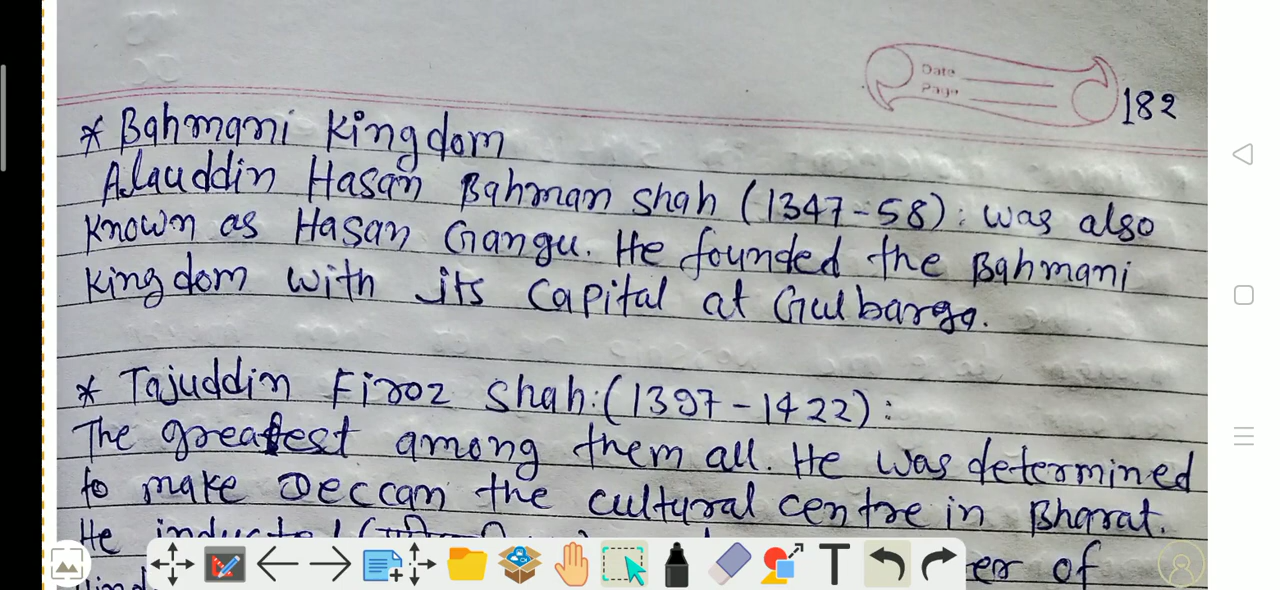 Date
Page
182
* Bahmani Kingdom
Alauddin Hasan Bahman Shah (1347-58): was also
known as Hasan Gangu. He founded the Bahmani
kingdom with its capital at Gulbarga.
* Tajuddin Firoz Shah:(1397-1422):
The greatest among them all. He was determined
to make Deccan the cultural centre in Bharat.
He
er of
T